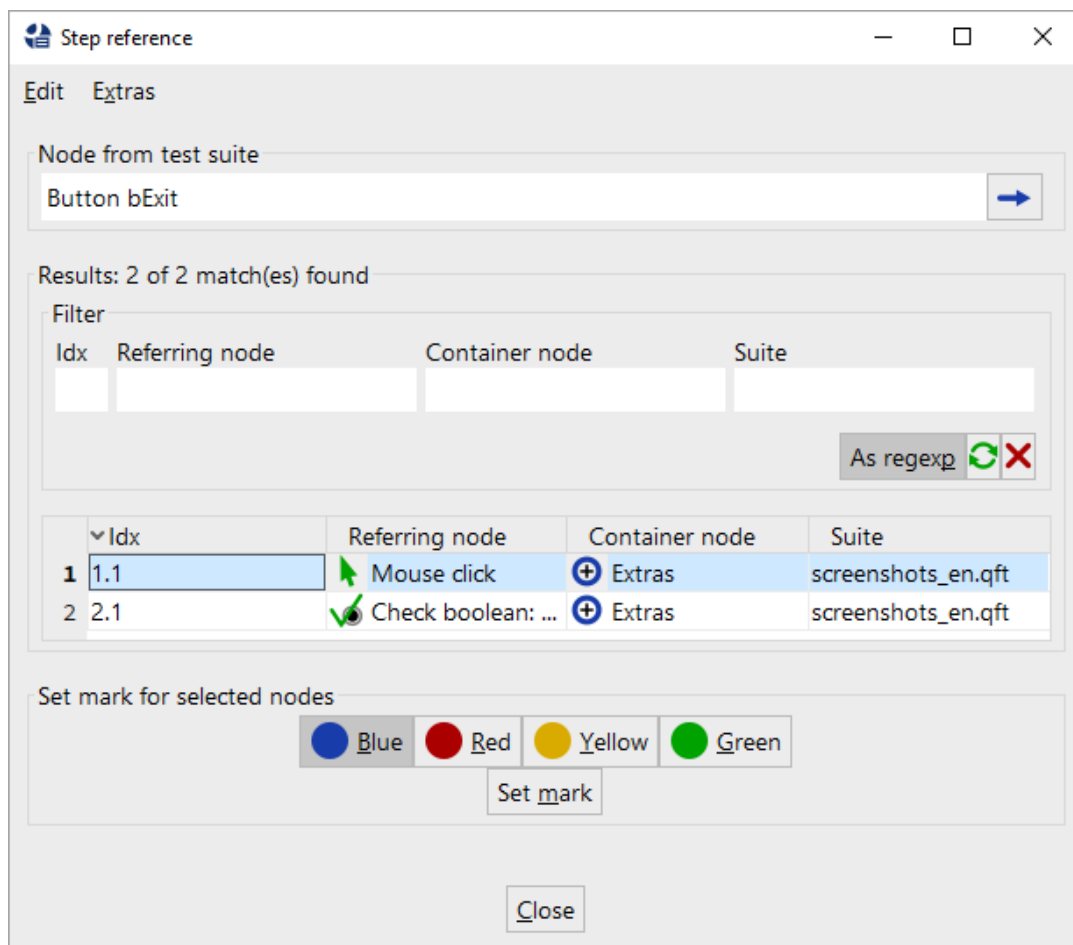 Step reference
Edit Extras
Node from test suite
Button bExit
Results: 2 of 2 match(es) found
Filter
Idx Referring node Container node Suite
As regexp
Idx Referring node Container node Suite
1 1.1 Mouse click Extras screenshots_en.qft
2 2.1 Check boolean: ... Extras screenshots_en.qft
Set mark for selected nodes
Blue Red Yellow Green
Set mark
Close